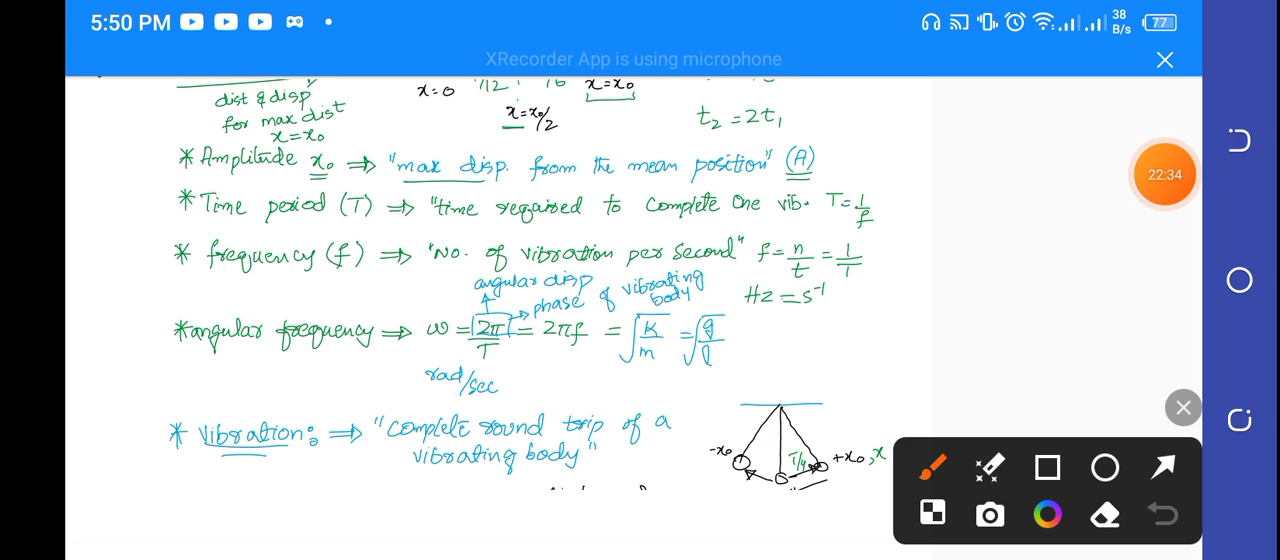 5:50 PM
38 B/s
77
XRecorder App is using microphone
dist & disp
for max dist
x = x₀
x = 0
x = x₀/2
x = x₀
t₂ = 2t₁
* Amplitude x₀ ⇒ "max disp. from the mean position" (A)
22:34
* Time period (T) ⇒ "time required to complete one vib. T = 1/f
* frequency (f) ⇒ "No. of vibration per second" f = n/t = 1/T
Hz = s⁻¹
angular disp
phase of vibrating body
* angular frequency ⇒ ω = 2π/T = 2πf = √K/m = √g/l
rad/sec
* vibration: ⇒ "Complete round trip of a
vibrating body"
-x₀
T/4
+x₀, x